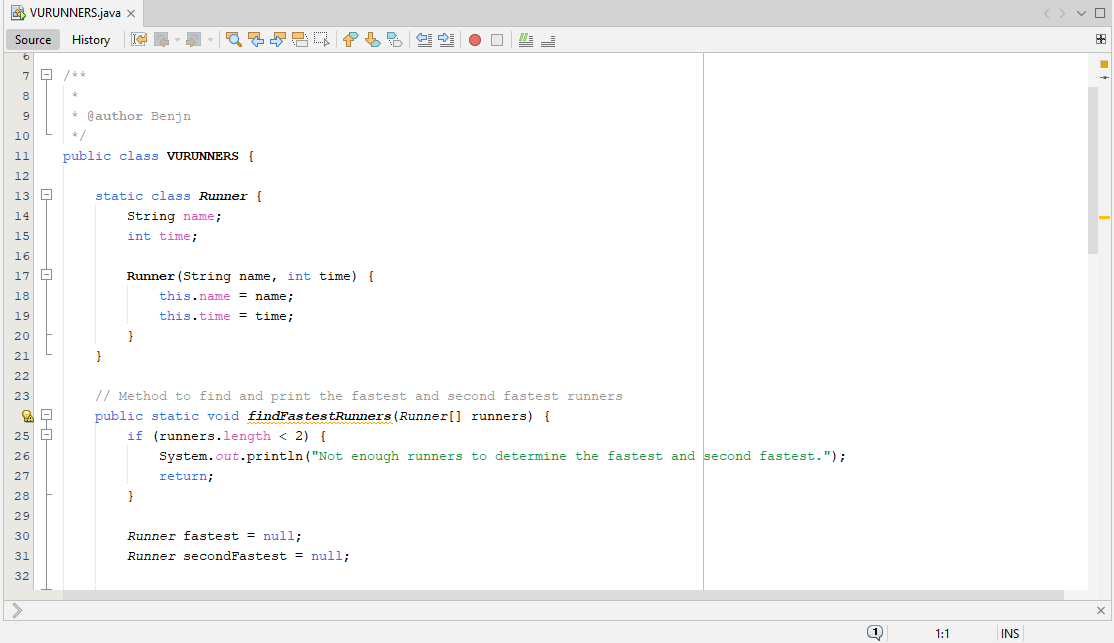 VURUNNERS.java
Source History
6
7 /**
8 *
9 * @author Benjn
10 */
11 public class VURUNNERS {
12
13 static class Runner {
14 String name;
15 int time;
16
17 Runner(String name, int time) {
18 this.name = name;
19 this.time = time;
20 }
21 }
22
23 // Method to find and print the fastest and second fastest runners
public static void findFastestRunners(Runner[] runners) {
25 if (runners.length < 2) {
26 System.out.println("Not enough runners to determine the fastest and second fastest.");
27 return;
28 }
29
30 Runner fastest = null;
31 Runner secondFastest = null;
32
1 1:1 INS